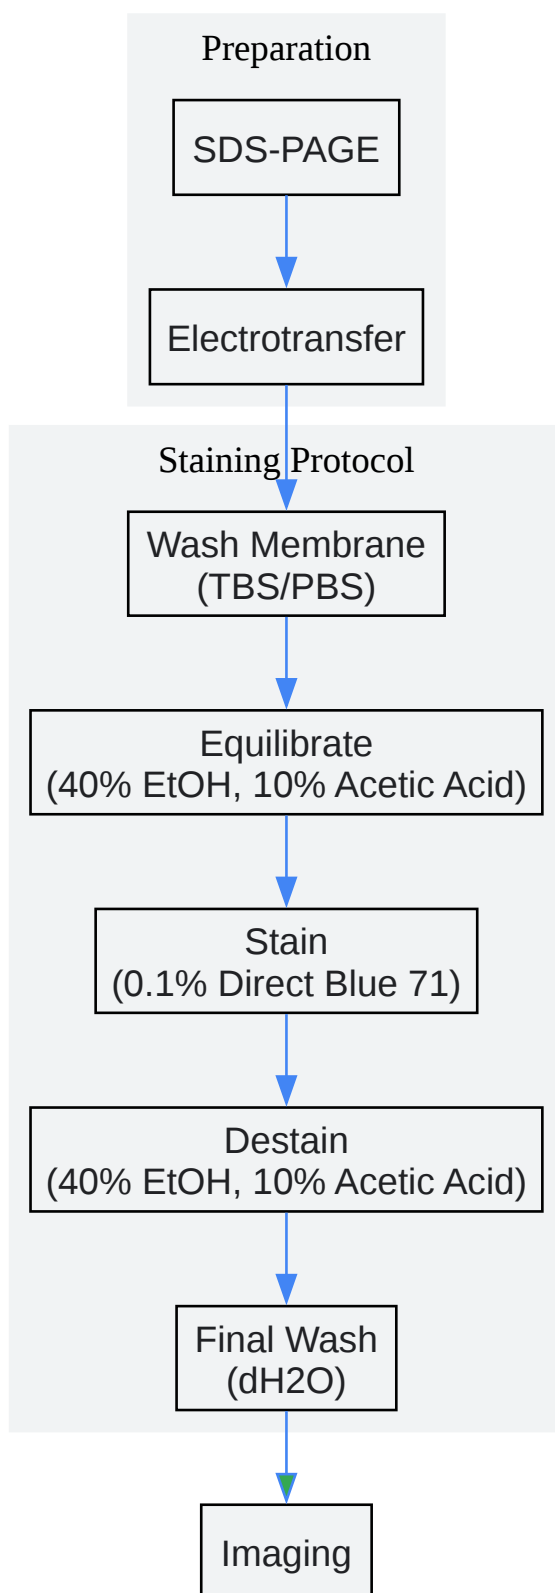 Preparation
SDS-PAGE
Electrotransfer
Staining Protocol
Wash Membrane
(TBS/PBS)
Equilibrate
(40% EtOH, 10% Acetic Acid)
Stain
(0.1% Direct Blue 71)
Destain
(40% EtOH, 10% Acetic Acid)
Final Wash
(dH2O)
Imaging